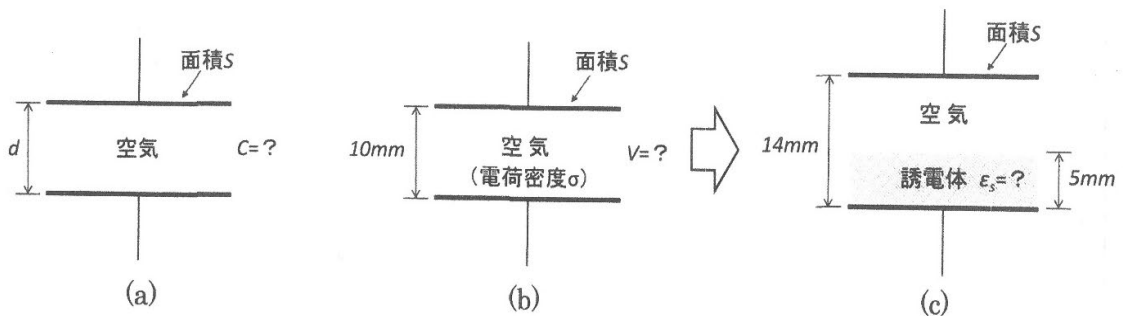 面積S
d
空気
C=？
(a)
面積S
10mm
空気
(電荷密度σ)
V=？
(b)
面積S
14mm
空気
誘電体 εs=？
5mm
(c)